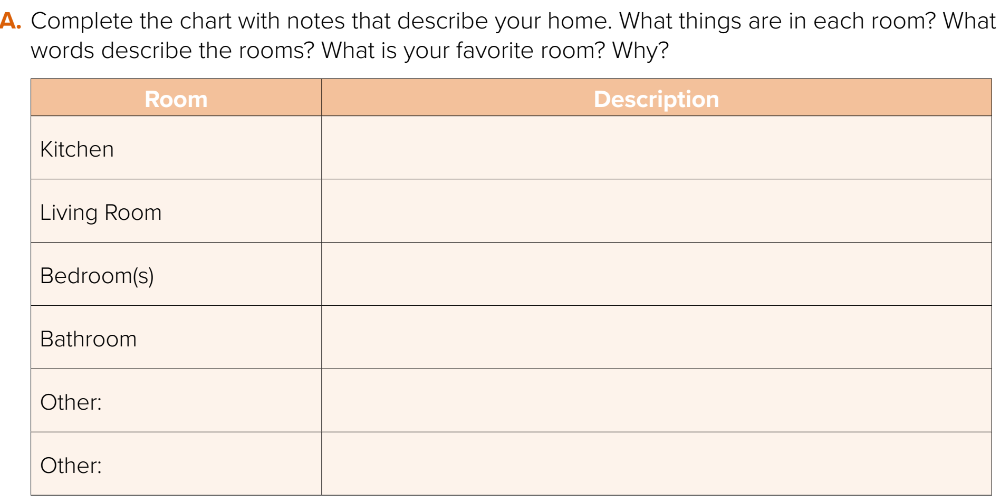 A. Complete the chart with notes that describe your home. What things are in each room? What
words describe the rooms? What is your favorite room? Why?
Room Description
Kitchen
Living Room
Bedroom(s)
Bathroom
Other:
Other: